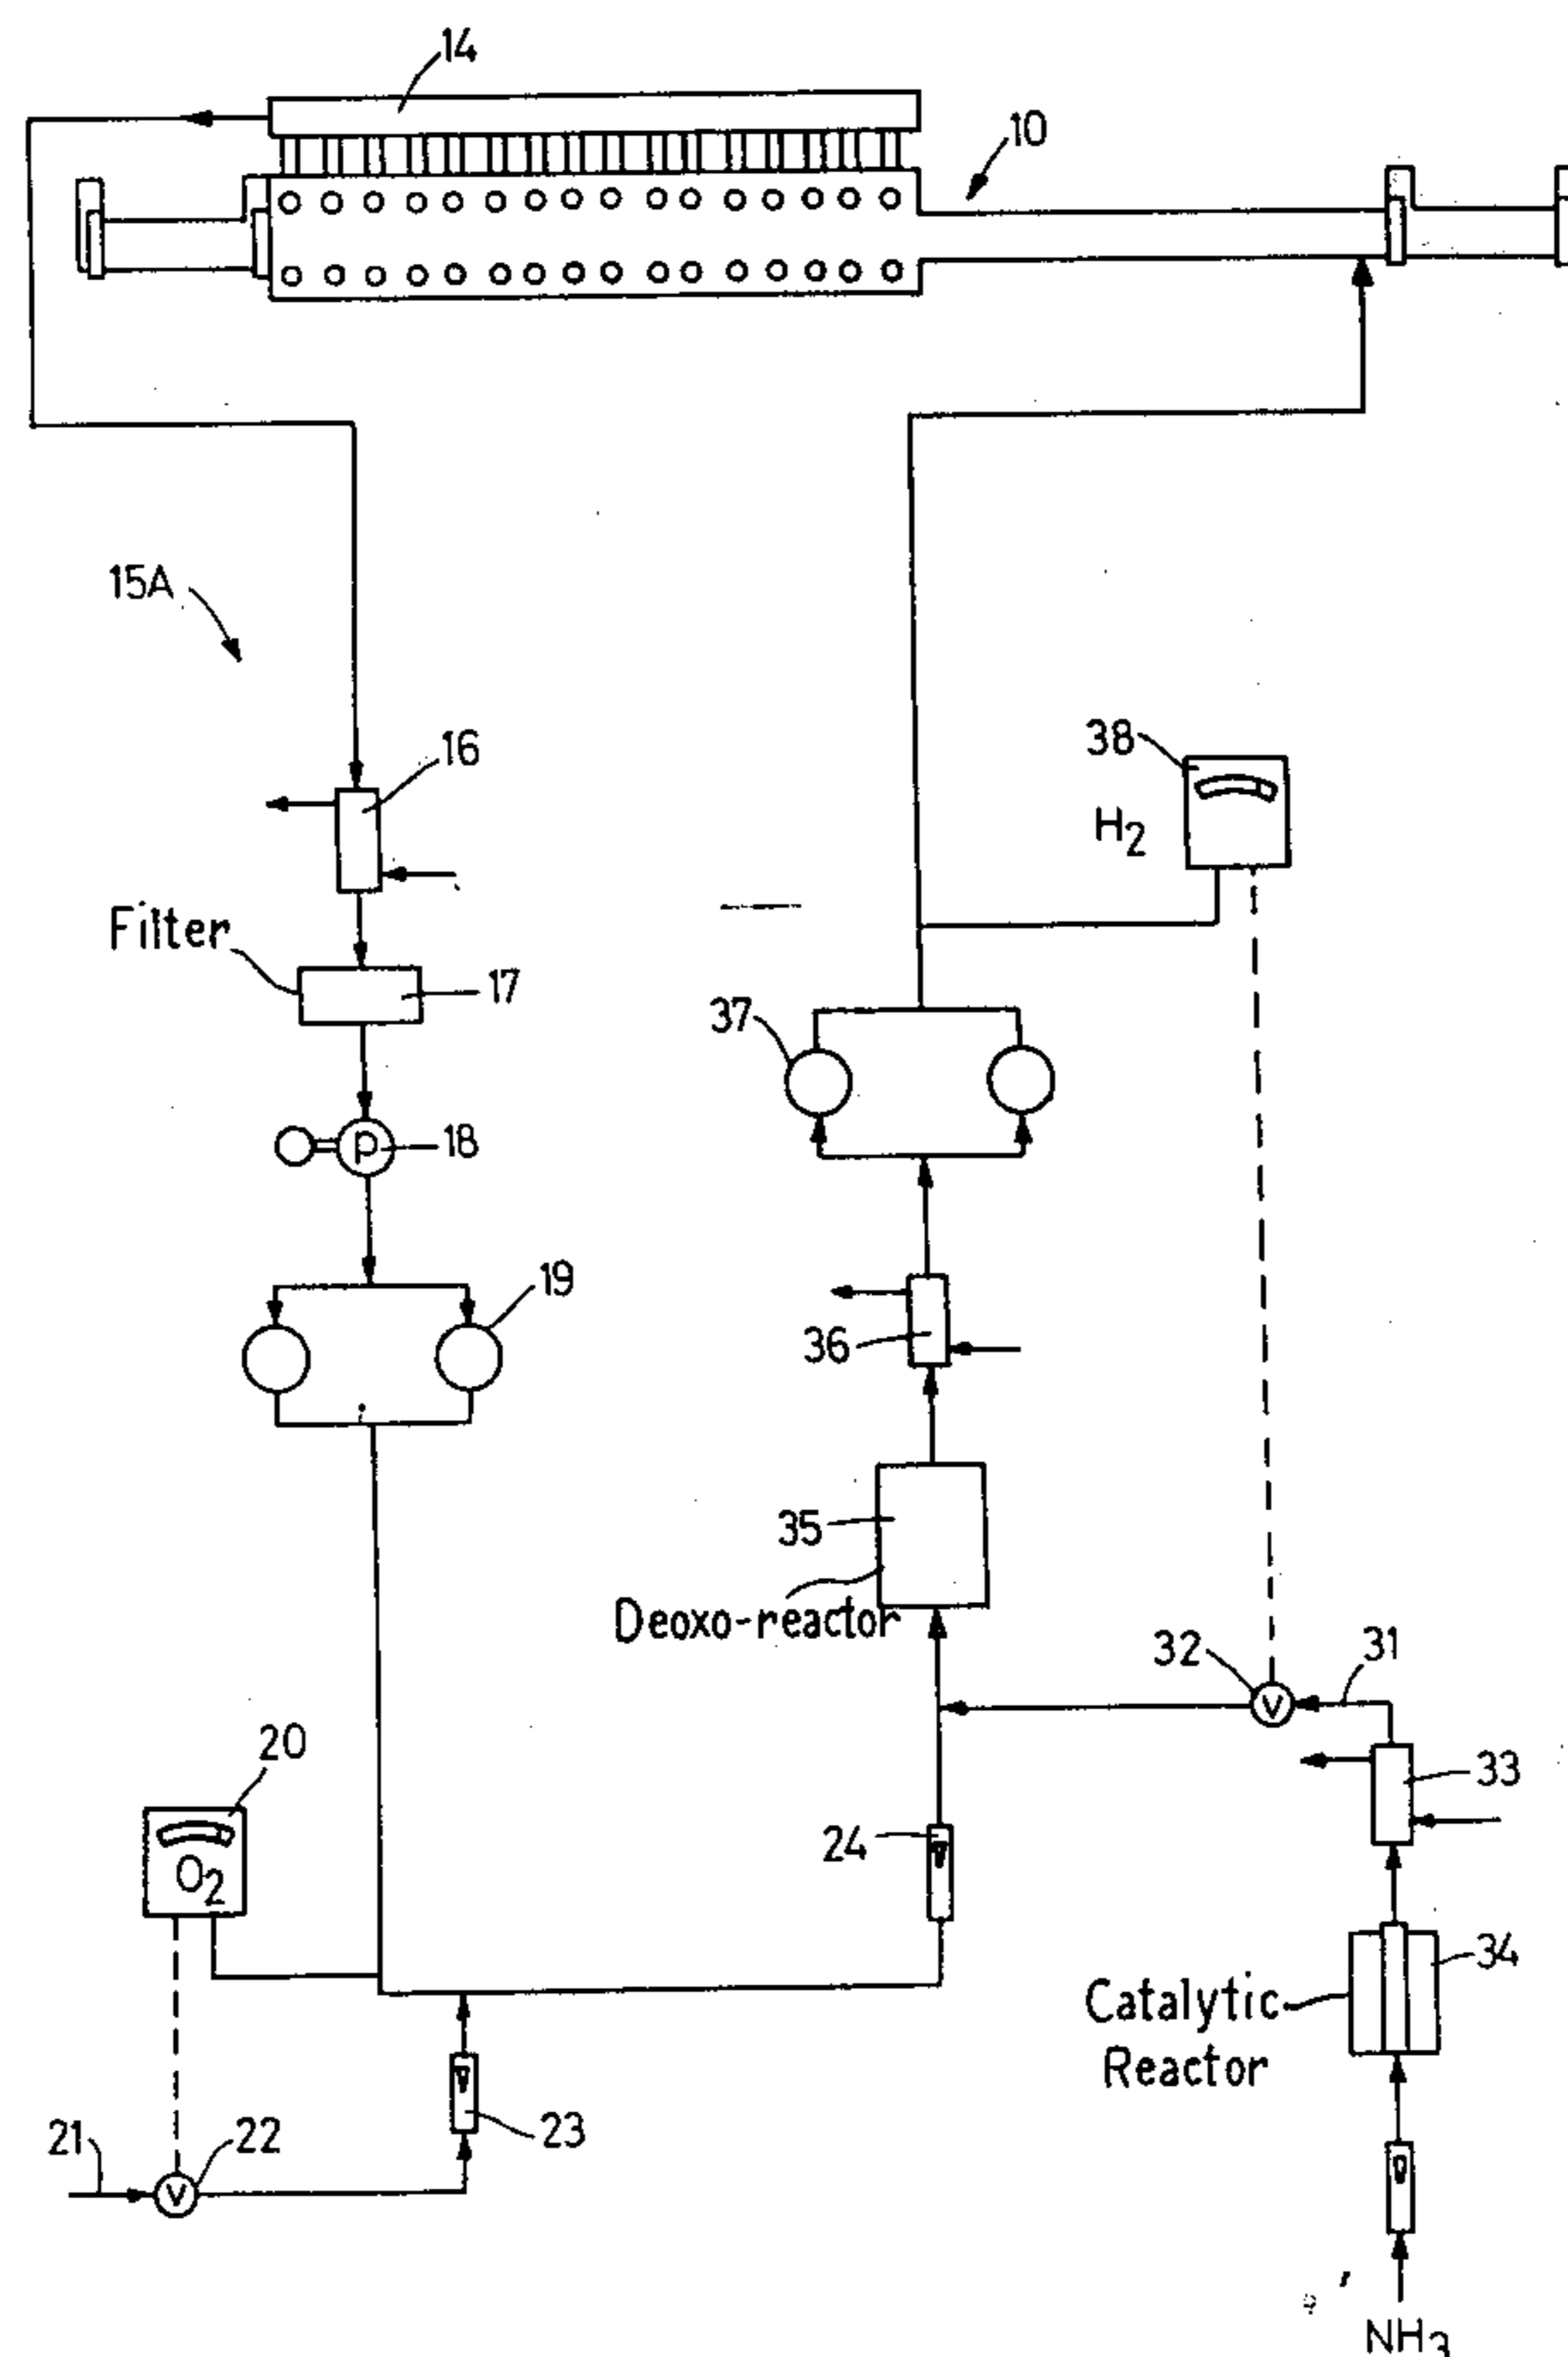 14
10
15A
16
38
H2
Filter
17
37
P
18
19
36
35
Deoxo-reactor
32
31
V
20
33
24
O2
34
Catalytic
Reactor
21
22
23
V
NH3